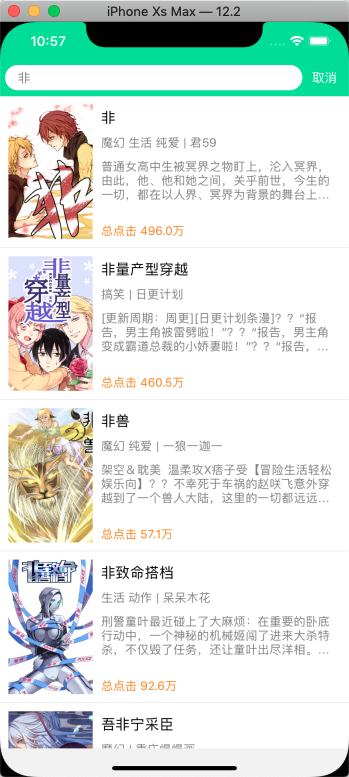 iPhone Xs Max — 12.2
10:57
非
取消
非
魔幻 生活 纯爱 | 君59
普通女高中生被冥界之物盯上，沦入冥界，
由此，他、他和她之间，关乎前世，今生的
一切，都在以人界、冥界为背景的舞台上...
总点击 496.0万
非量产型穿越
非量产型穿越
搞笑 | 日更计划
[更新周期：周更][日更计划条漫]？？“报
告，男主角被雷劈啦！”？？“报告，男主角
变成霸道总裁的小娇妻啦！”？？“报告，...
总点击 460.5万
非兽
魔幻 纯爱 | 一狼一迦一
架空＆耽美  温柔攻X痞子受【冒险生活轻松
娱乐向】？？不幸死于车祸的赵咲飞意外穿
越到了一个兽人大陆，这里的一切都远远...
总点击 57.1万
非致命搭档
生活 动作 | 呆呆木花
刑警童叶最近碰上了大麻烦：在重要的卧底
行动中，一个神秘的机械姬闯了进来大杀特
杀，不仅毁了任务，还让童叶出尽洋相。...
总点击 92.6万
吾非宁采臣